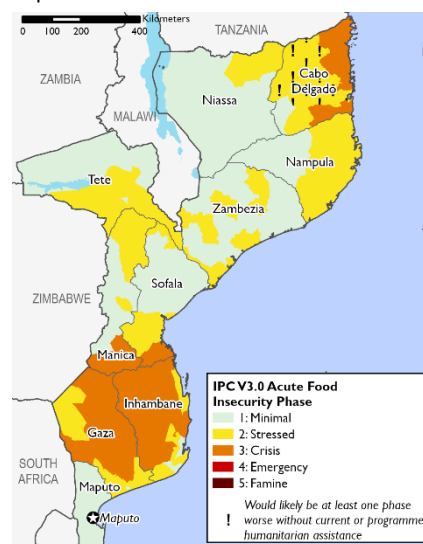 Kilometers
0 100 200 400
TANZANIA
ZAMBIA
MALAWI
Cabo
Delgado
Niassa
Nampula
Tete
Zambezia
Sofala
ZIMBABWE
Manica
Inhambane
Gaza
SOUTH
AFRICA
Maputo
Maputo
IPC V3.0 Acute Food
Insecurity Phase
1: Minimal
2: Stressed
3: Crisis
4: Emergency
5: Famine
! Would likely be at least one phase
worse without current or programme
humanitarian assistance